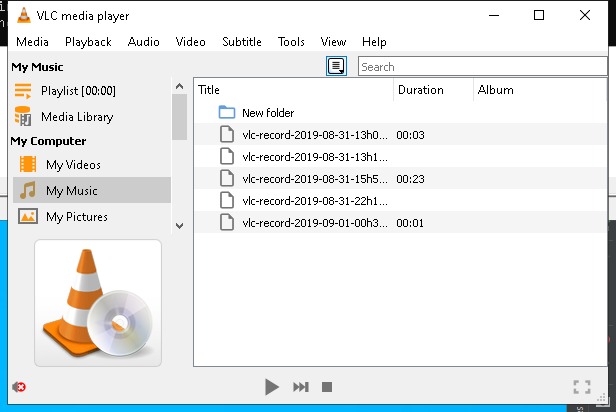 VLC media player
Media Playback Audio Video Subtitle Tools View Help
My Music
Search
Playlist [00:00]
Media Library
My Computer
My Videos
My Music
My Pictures
Title Duration Album
New folder
vlc-record-2019-08-31-13h0... 00:03
vlc-record-2019-08-31-13h1...
vlc-record-2019-08-31-15h5... 00:23
vlc-record-2019-08-31-22h1...
vlc-record-2019-09-01-00h3... 00:01